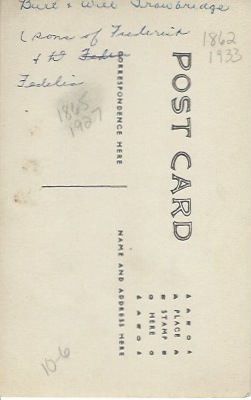 Burt & Will Trowbridge
(sons of Frederick
& Fedelia
1862
1933
1865
1927
POST CARD
CORRESPONDENCE HERE
NAME AND ADDRESS HERE
PLACE
STAMP
HERE
10-6